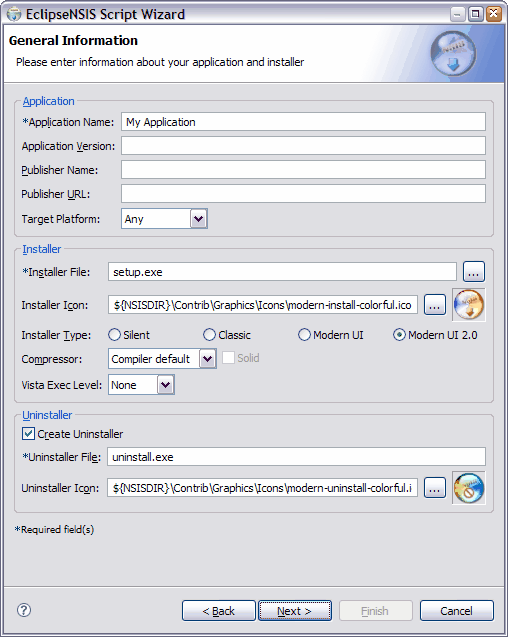 EclipseNSIS Script Wizard
General Information
Please enter information about your application and installer
Application
*Application Name: My Application
Application Version:
Publisher Name:
Publisher URL:
Target Platform: Any
Installer
*Installer File: setup.exe ...
Installer Icon: ${NSISDIR}\Contrib\Graphics\Icons\modern-install-colorful.ico ...
Installer Type: Silent Classic Modern UI Modern UI 2.0
Compressor: Compiler default Solid
Vista Exec Level: None
Uninstaller
Create Uninstaller
*Uninstaller File: uninstall.exe
Uninstaller Icon: ${NSISDIR}\Contrib\Graphics\Icons\modern-uninstall-colorful.i ...
*Required field(s)
? < Back Next > Finish Cancel